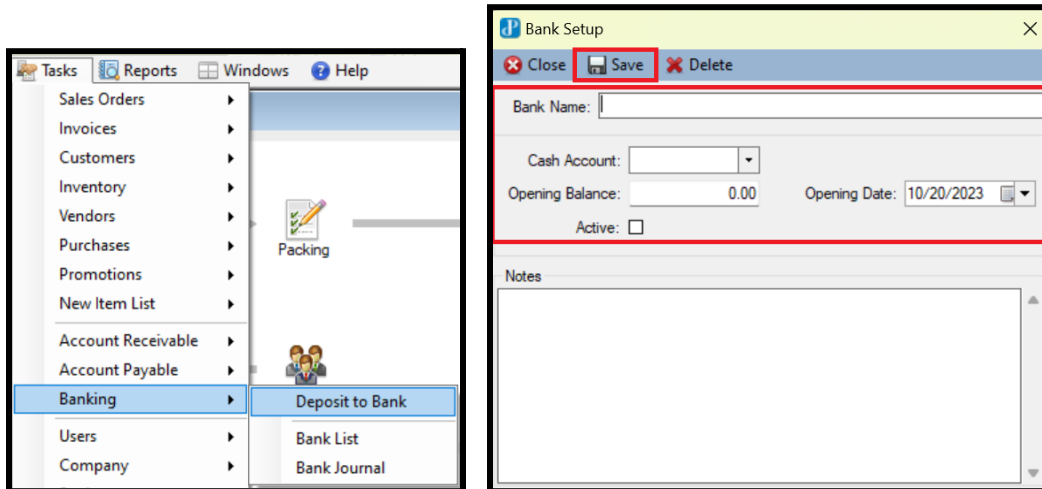 Tasks Reports Windows Help
Sales Orders
Invoices
Customers
Inventory
Vendors
Purchases
Promotions
New Item List
Account Receivable
Account Payable
Banking
Users
Company
Packing
Deposit to Bank
Bank List
Bank Journal
Bank Setup
Close Save Delete
Bank Name:
Cash Account:
Opening Balance: 0.00 Opening Date: 10/20/2023
Active:
Notes